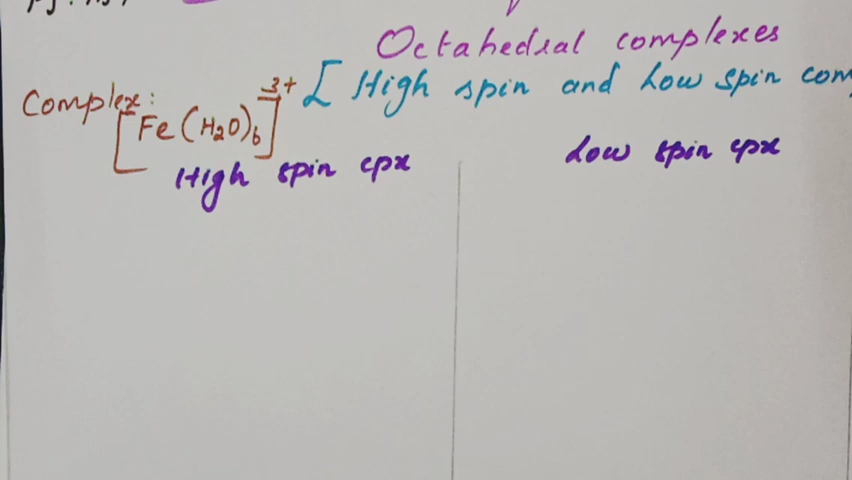 Octahedral complexes
[High spin and Low spin com
Complex:
[Fe(H2O)6]3+
High spin cpx
Low spin cpx